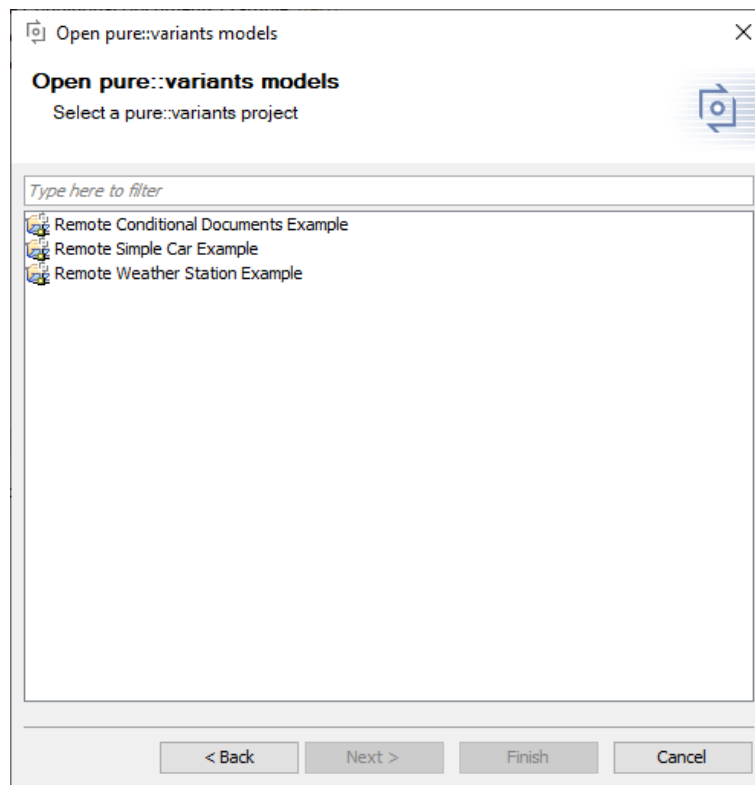 Open pure::variants models
Open pure::variants models
Select a pure::variants project
Type here to filter
Remote Conditional Documents Example
Remote Simple Car Example
Remote Weather Station Example
< Back Next > Finish Cancel